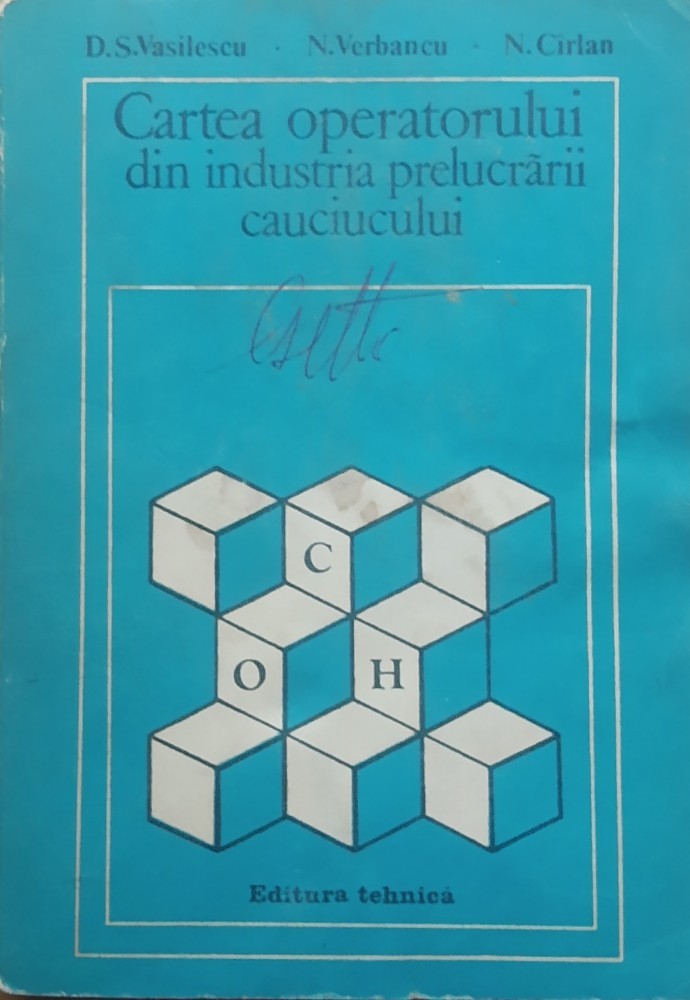 D.S.Vasilescu · N.Verbancu · N.Cîrlan
Cartea operatorului
din industria prelucrării
cauciucului
C
O H
Editura tehnică